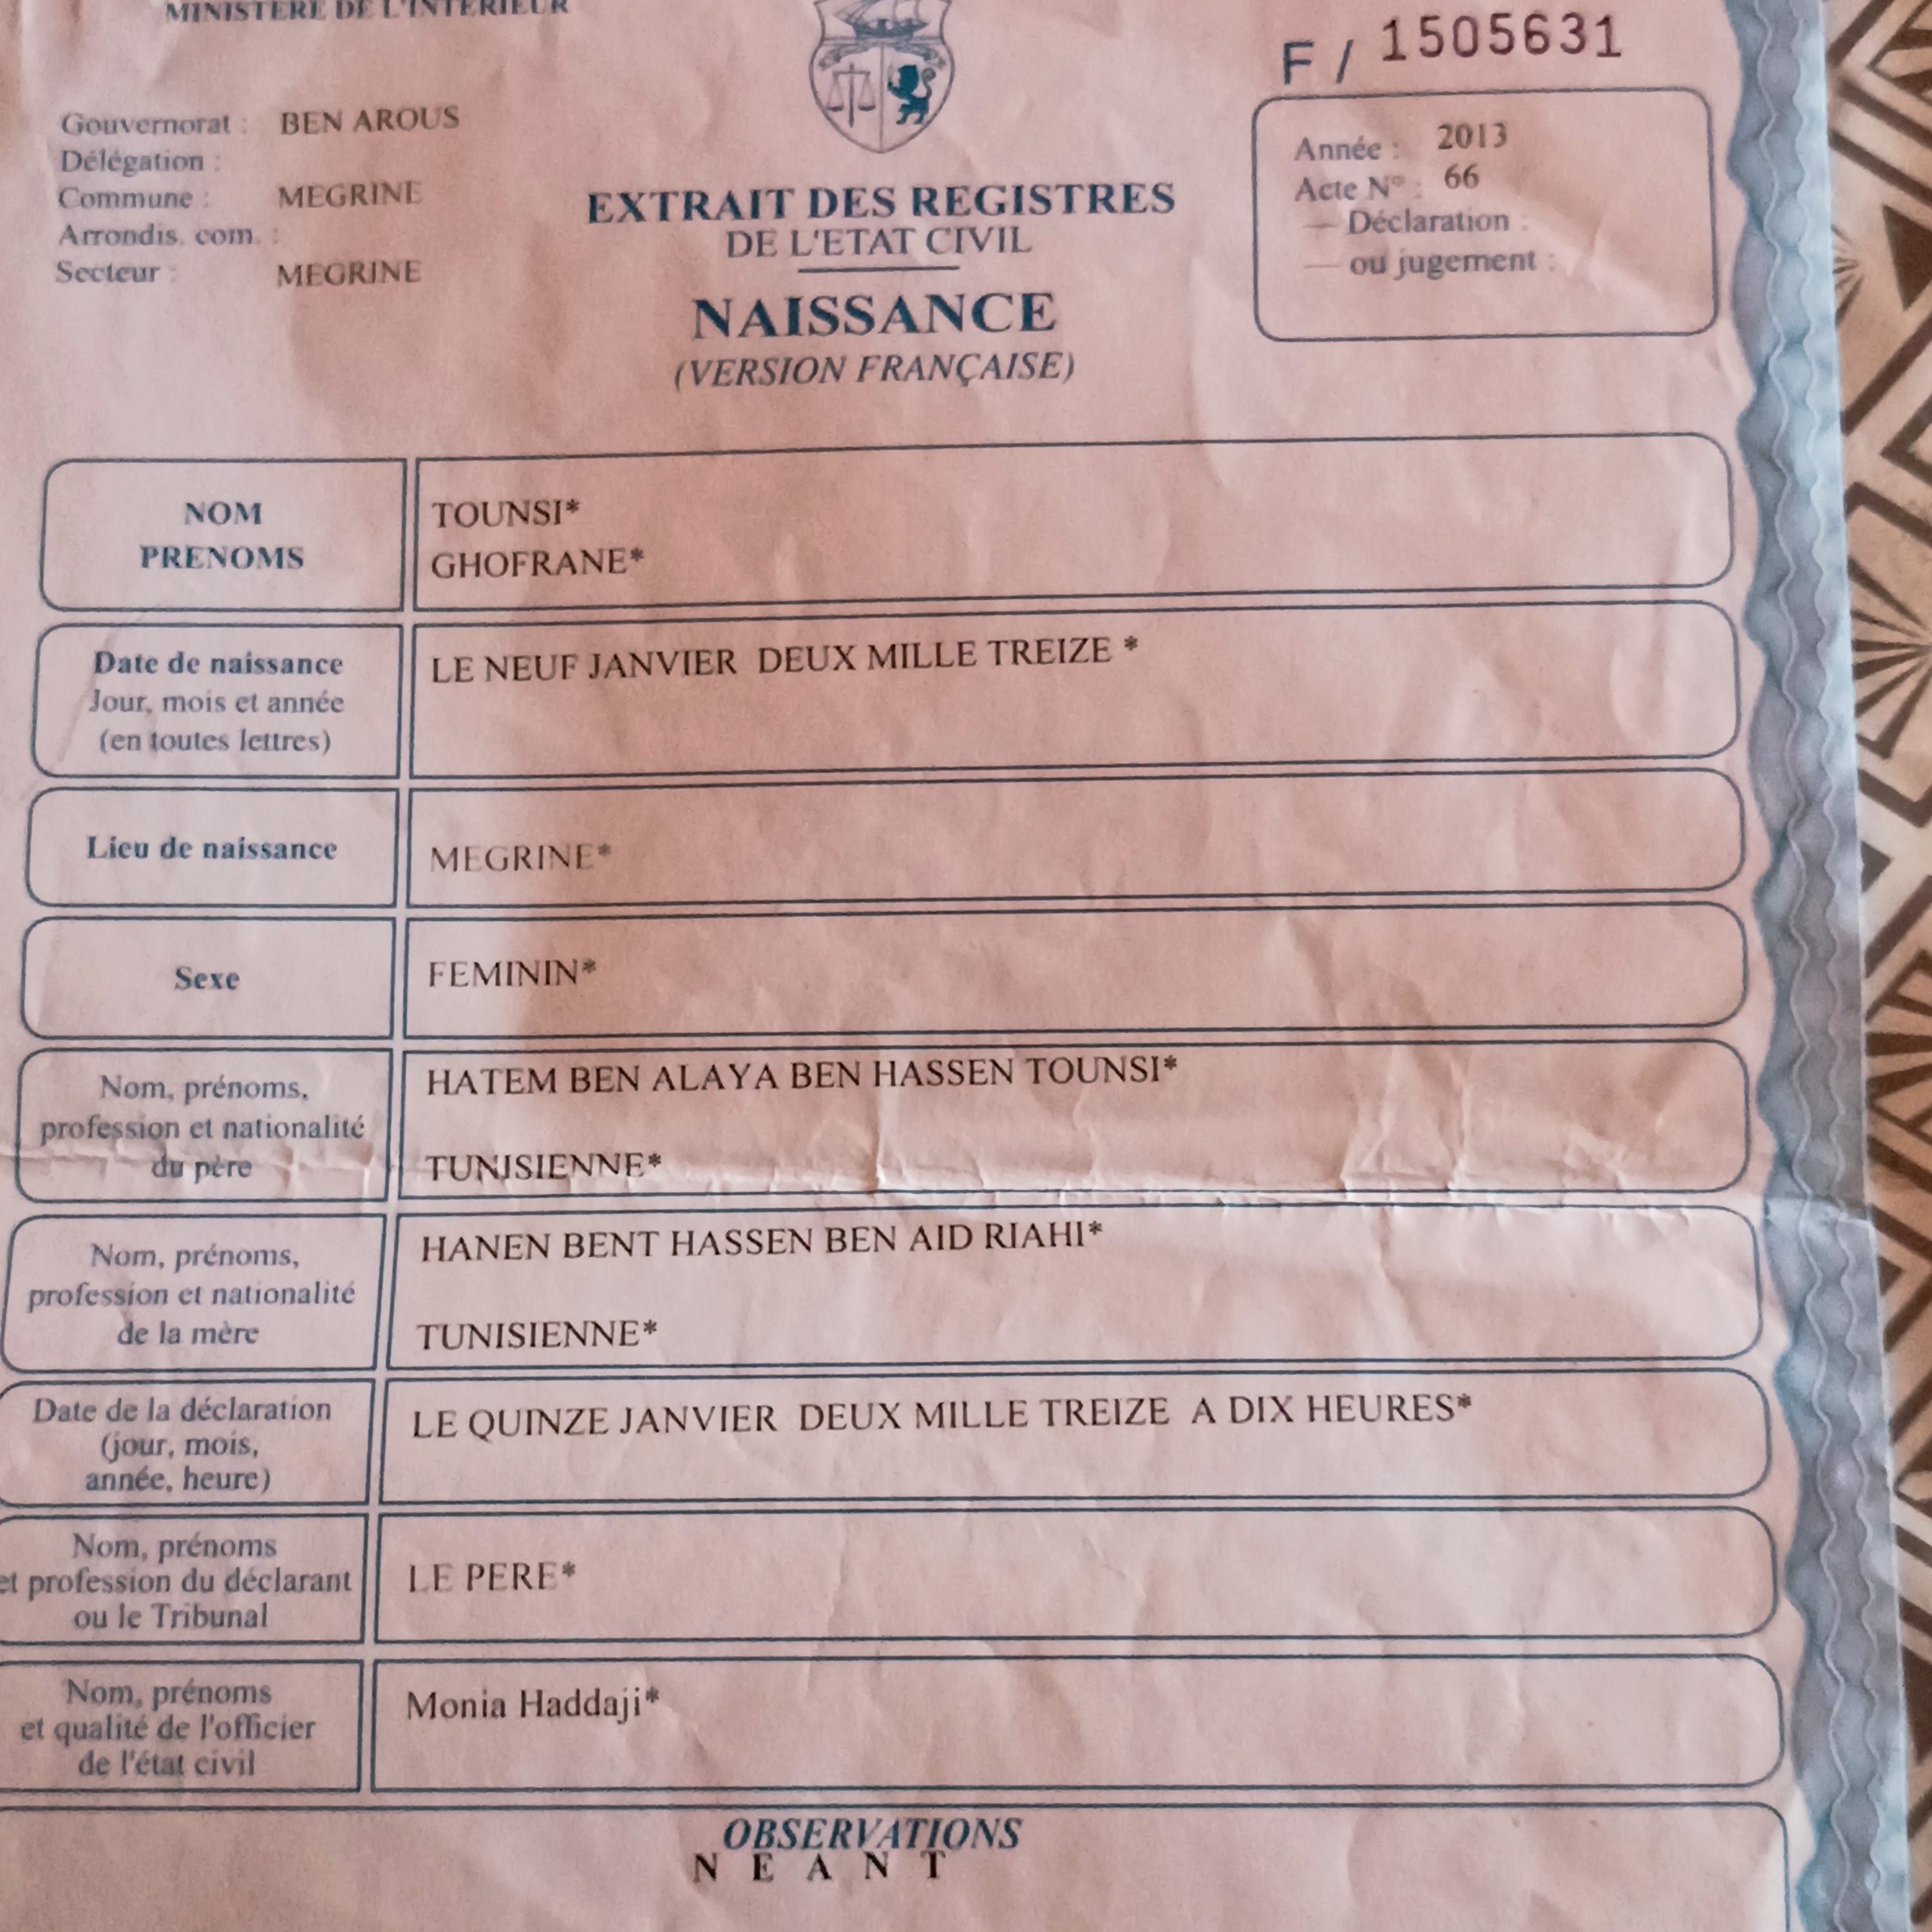 MINISTERE DE L'INTERIEUR
F / 1505631
Gouvernorat : BEN AROUS
Délégation :
Commune : MEGRINE
Arrondis. com. :
Secteur : MEGRINE
EXTRAIT DES REGISTRES
DE L'ETAT CIVIL
NAISSANCE
(VERSION FRANÇAISE)
Année : 2013
Acte N° : 66
— Déclaration :
— ou jugement :
NOM
PRENOMS
TOUNSI*
GHOFRANE*
Date de naissance
Jour, mois et année
(en toutes lettres)
LE NEUF JANVIER DEUX MILLE TREIZE *
Lieu de naissance
MEGRINE*
Sexe
FEMININ*
Nom, prénoms,
profession et nationalité
du père
HATEM BEN ALAYA BEN HASSEN TOUNSI*
TUNISIENNE*
Nom, prénoms,
profession et nationalité
de la mère
HANEN BENT HASSEN BEN AID RIAHI*
TUNISIENNE*
Date de la déclaration
(jour, mois,
année, heure)
LE QUINZE JANVIER DEUX MILLE TREIZE A DIX HEURES*
Nom, prénoms
et profession du déclarant
ou le Tribunal
LE PERE*
Nom, prénoms
et qualité de l'officier
de l'état civil
Monia Haddaji*
OBSERVATIONS
N E A N T